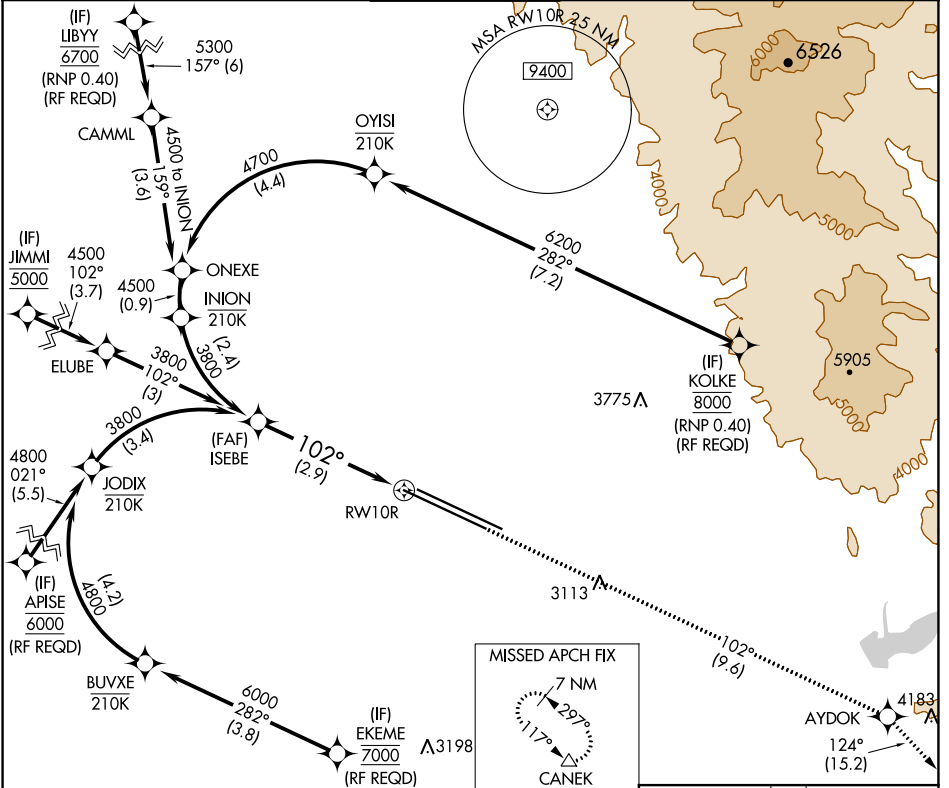 (IF)
LIBYY
6700
(RNP 0.40)
(RF REQD)
5300
157° (6)
CAMML
4500 to INION
159°
(3.6)
MSA RW10R 25 NM
9400
6000
6526
OYISI
210K
4700
(4.4)
4000
5000
6200
282°
(7.2)
(IF)
JIMMI
5000
4500
102°
(3.7)
ONEXE
4500
(0.9)
INION
210K
(2.4)
3800
ELUBE
3800
102°
(3)
(IF)
KOLKE
8000
(RNP 0.40)
(RF REQD)
5905
5000
4000
3775
3800
(3.4)
(FAF)
ISEBE
102°
(2.9)
RW10R
4800
021°
(5.5)
JODIX
210K
(IF)
APISE
6000
(RF REQD)
(4.2)
4800
BUVXE
210K
6000
282°
(3.8)
(IF)
EKEME
7000
(RF REQD)
3198
3113
102°
(9.6)
MISSED APCH FIX
7 NM
297°
117°
CANEK
AYDOK
4183
124°
(15.2)